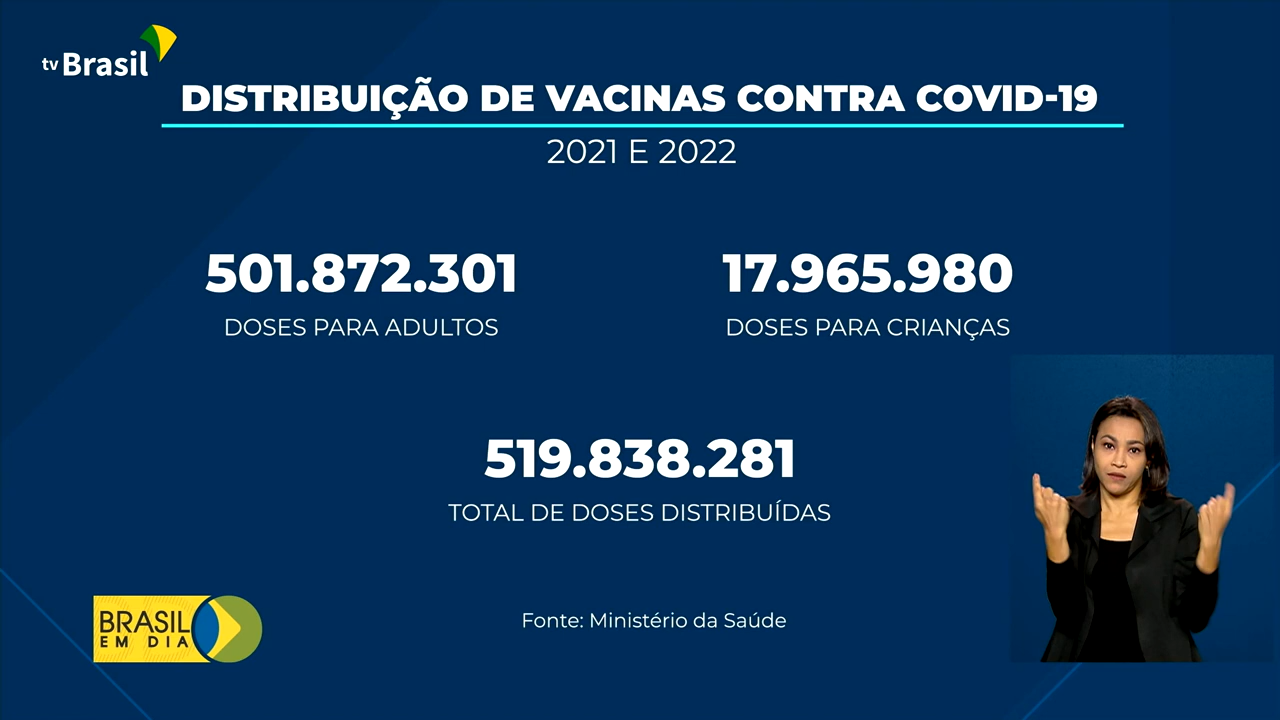 tv Brasil
DISTRIBUIÇÃO DE VACINAS CONTRA COVID-19
2021 E 2022
501.872.301
DOSES PARA ADULTOS
17.965.980
DOSES PARA CRIANÇAS
519.838.281
TOTAL DE DOSES DISTRIBUÍDAS
BRASIL
EM DIA
Fonte: Ministério da Saúde